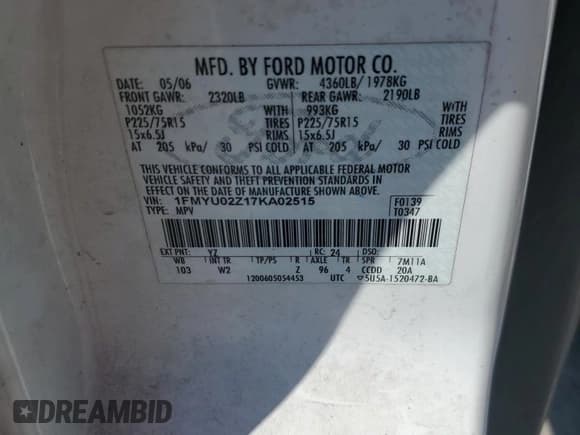 MFD. BY FORD MOTOR CO.
DATE: 05/06 GVWR: 4360LB/ 1978KG
FRONT GAWR: 2320LB REAR GAWR: 2190LB
1052KG WITH 993KG WITH
P225/75R15 TIRES P225/75R15 TIRES
15x6.5J RIMS 15x6.5J RIMS
AT 205 kPa/ 30 PSI COLD AT 205 kPa/ 30 PSI COLD
THIS VEHICLE CONFORMS TO ALL APPLICABLE FEDERAL MOTOR
VEHICLE SAFETY AND THEFT PREVENTION STANDARDS IN
EFFECT ON THE DATE OF MANUFACTURE SHOWN ABOVE.
VIN: 1FMYU02Z17KA02515 F0139
TYPE: MPV T0347
EXT PNT: YZ RC: 24 DSO:
WB INT TR TP/PS R AXLE TR SPR 7M11A
103 W2 Z 96 4 CCDD 20A
1200605054453 UTC ▽5U5A-1520472-BA
DREAMBID